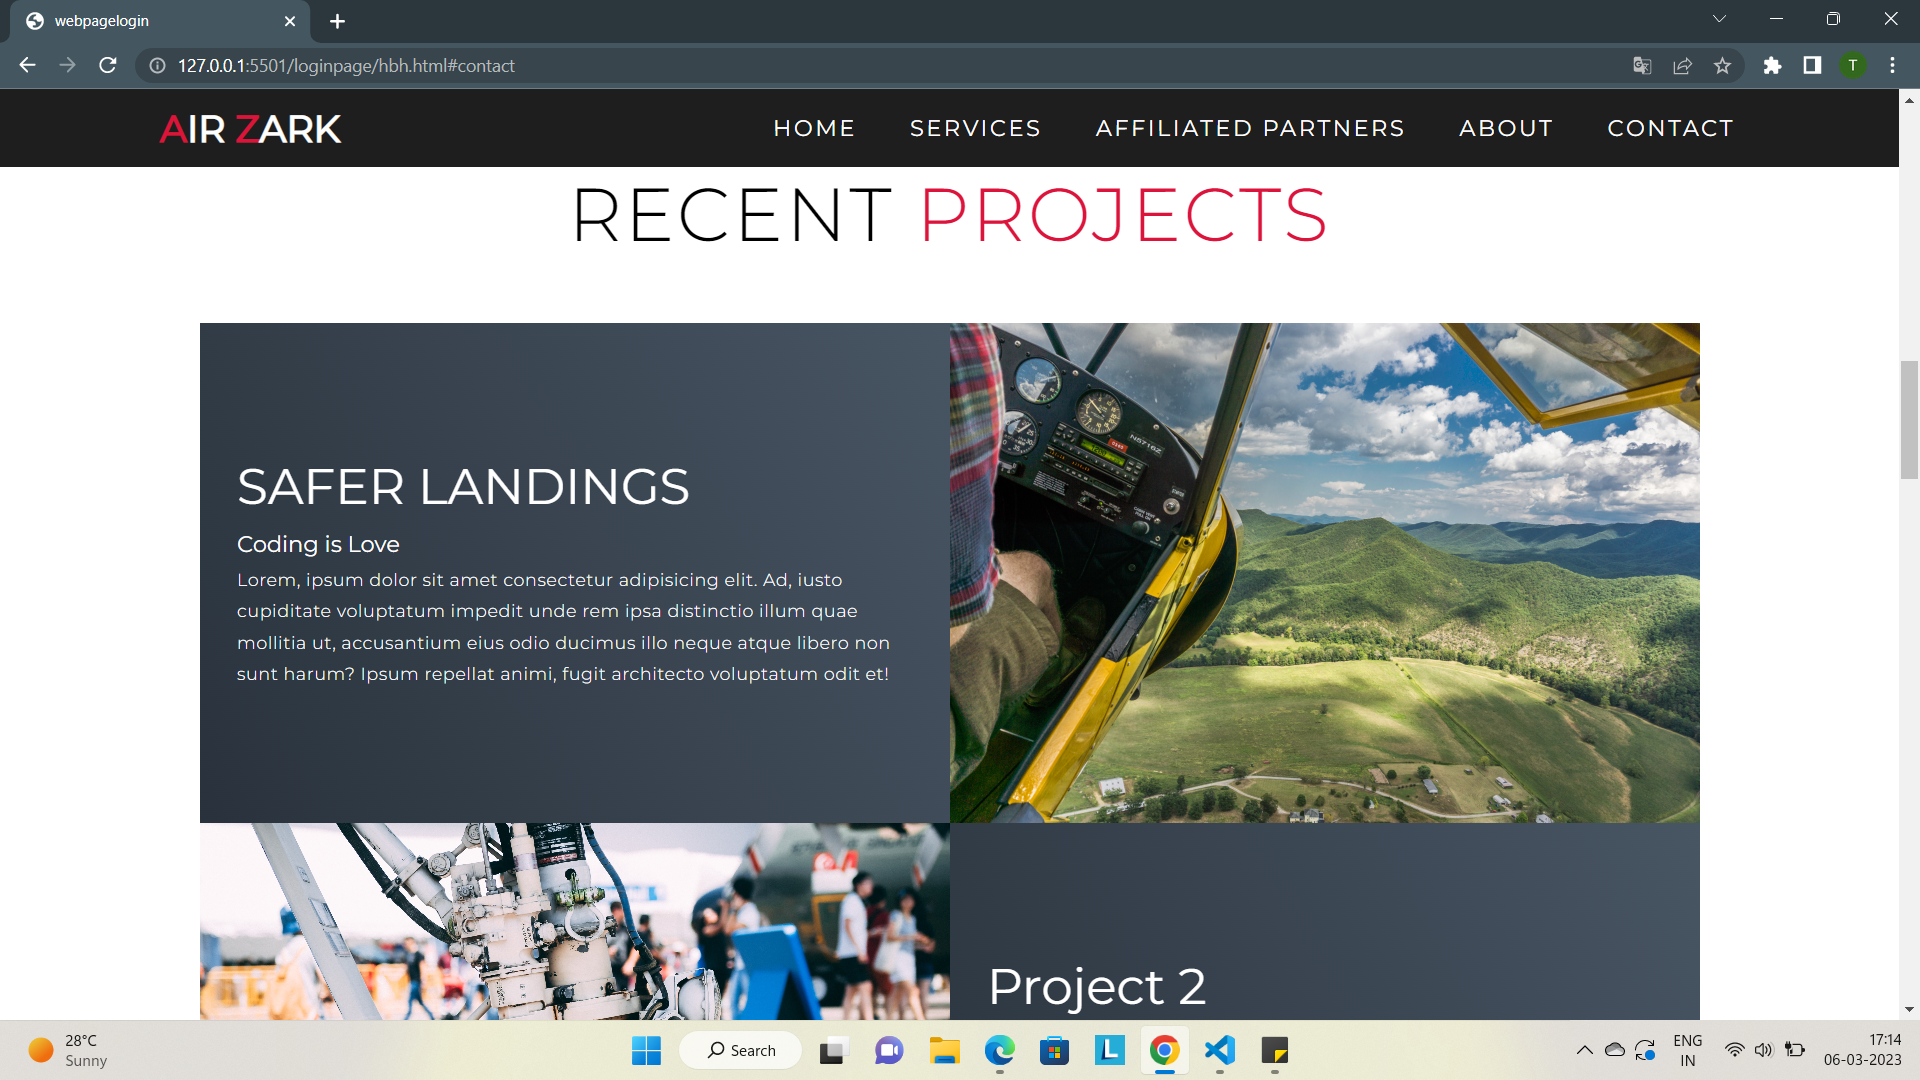 webpagelogin
127.0.0.1:5501/loginpage/hbh.html#contact
T
AIR ZARK
HOME
SERVICES
AFFILIATED PARTNERS
ABOUT
CONTACT
RECENT PROJECTS
SAFER LANDINGS
Coding is Love
Lorem, ipsum dolor sit amet consectetur adipisicing elit. Ad, iusto
cupiditate voluptatum impedit unde rem ipsa distinctio illum quae
mollitia ut, accusantium eius odio ducimus illo neque atque libero non
sunt harum? Ipsum repellat animi, fugit architecto voluptatum odit et!
N5716Z
Project 2
28°C
Sunny
Search
L
ENG
IN
17:14
06-03-2023